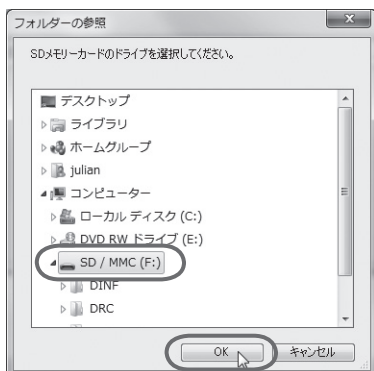 フォルダーの参照
SDメモリーカードのドライブを選択してください。
デスクトップ
ライブラリ
ホームグループ
julian
コンピューター
ローカル ディスク (C:)
DVD RW ドライブ (E:)
SD / MMC (F:)
DINF
DRC
OK キャンセル